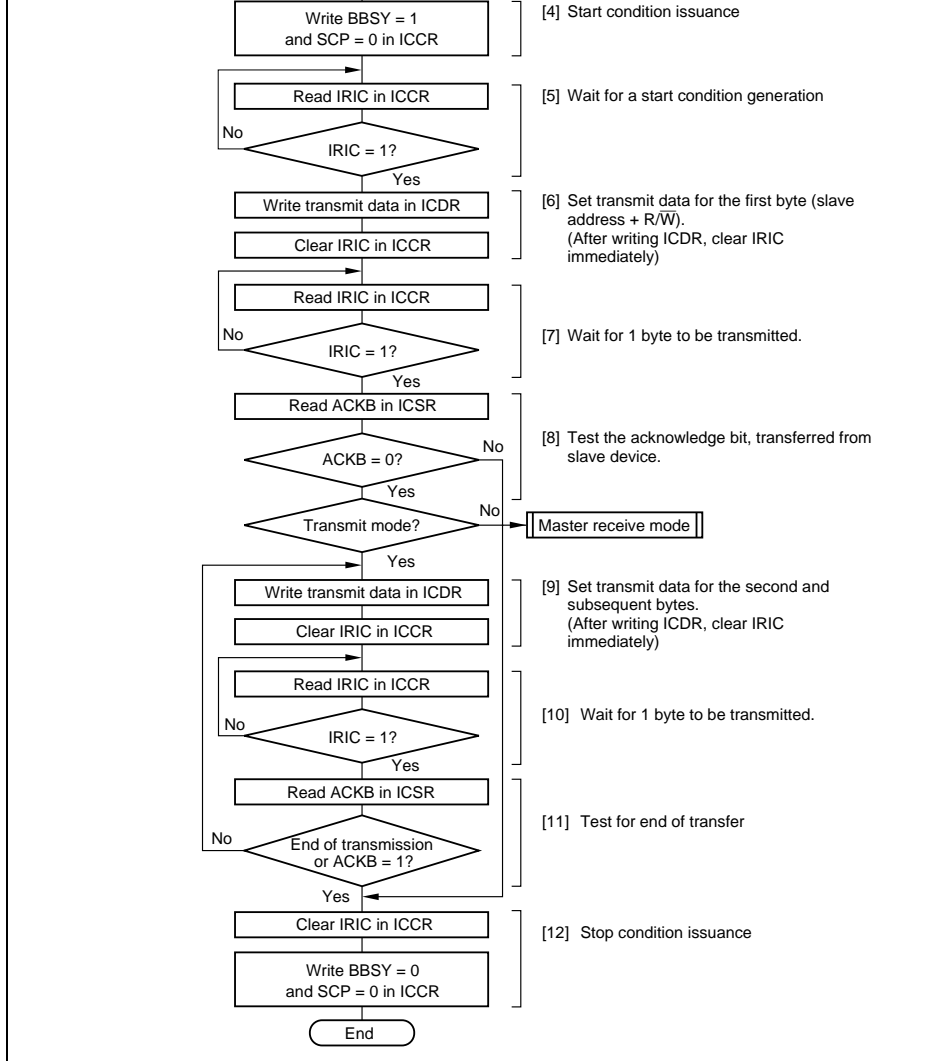 Write BBSY = 1
and SCP = 0 in ICCR
[4] Start condition issuance
Read IRIC in ICCR
[5] Wait for a start condition generation
No
IRIC = 1?
Yes
Write transmit data in ICDR
[6] Set transmit data for the first byte (slave
address + R/W̅).
(After writing ICDR, clear IRIC
immediately)
Clear IRIC in ICCR
Read IRIC in ICCR
No
[7] Wait for 1 byte to be transmitted.
IRIC = 1?
Yes
Read ACKB in ICSR
[8] Test the acknowledge bit, transferred from
slave device.
No
ACKB = 0?
Yes
No
Transmit mode?
Master receive mode
Yes
Write transmit data in ICDR
[9] Set transmit data for the second and
subsequent bytes.
(After writing ICDR, clear IRIC
immediately)
Clear IRIC in ICCR
Read IRIC in ICCR
[10] Wait for 1 byte to be transmitted.
No
IRIC = 1?
Yes
Read ACKB in ICSR
[11] Test for end of transfer
No
End of transmission
or ACKB = 1?
Yes
Clear IRIC in ICCR
[12] Stop condition issuance
Write BBSY = 0
and SCP = 0 in ICCR
End